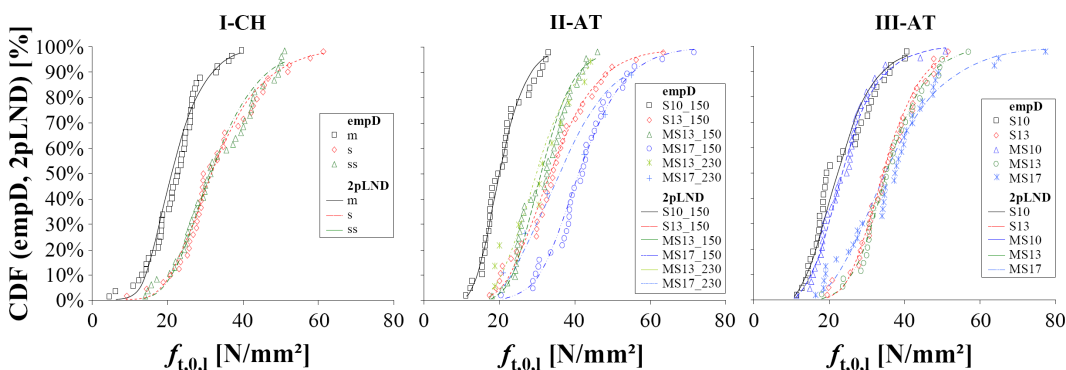 I-CH
II-AT
III-AT
CDF (empD, 2pLND) [%]
100%
90%
80%
70%
60%
50%
40%
30%
20%
10%
0%
empD
m
s
ss
2pLND
m
s
ss
empD
S10_150
S13_150
MS13_150
MS17_150
MS13_230
MS17_230
2pLND
S10_150
S13_150
MS13_150
MS17_150
MS13_230
MS17_230
empD
S10
S13
MS10
MS13
MS17
2pLND
S10
S13
MS10
MS13
MS17
0 20 40 60 80
0 20 40 60 80
0 20 40 60 80
f t,0,l [N/mm²]
f t,0,l [N/mm²]
f t,0,l [N/mm²]